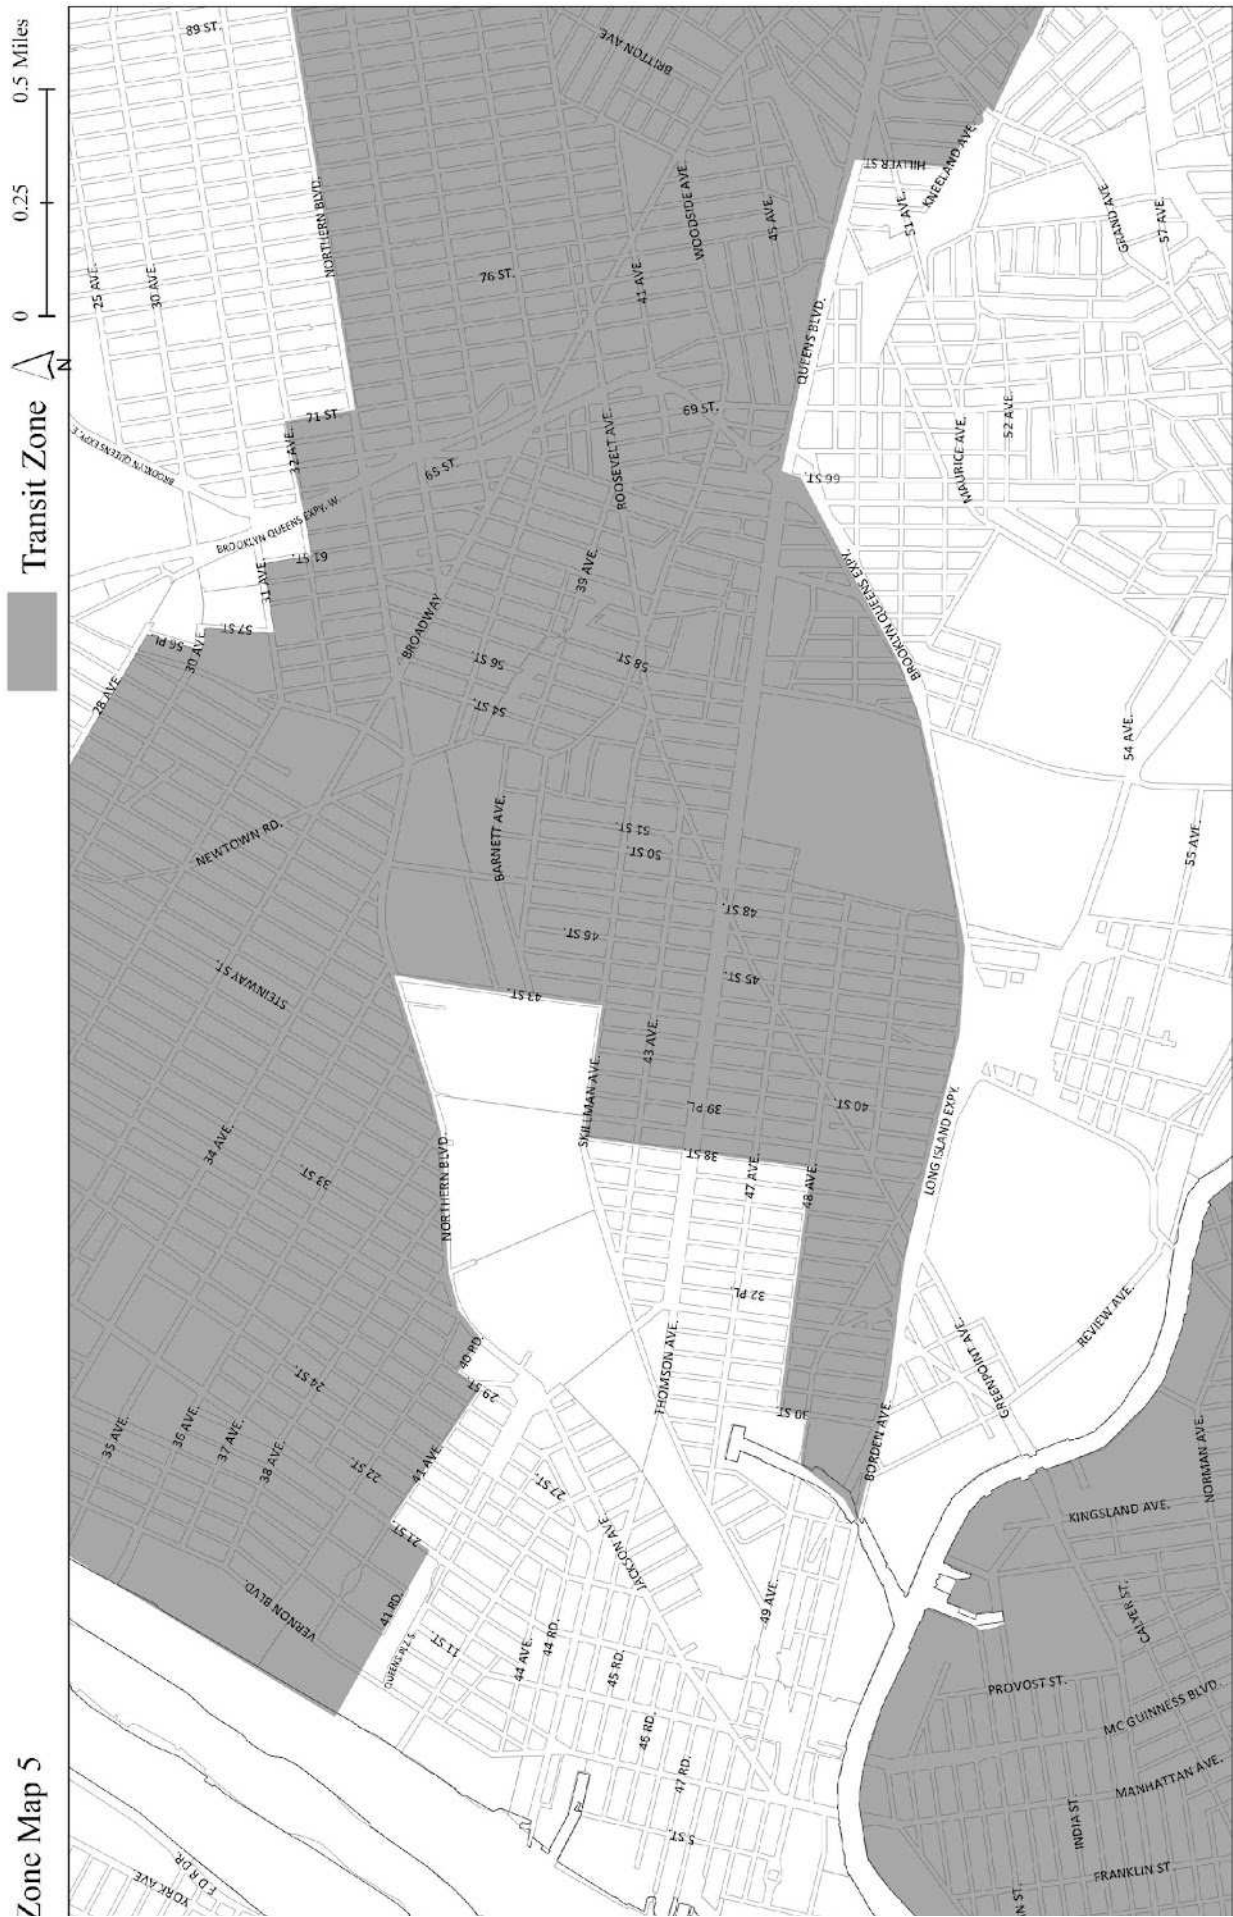 Zone Map 5
Transit Zone
N
0
0.25
0.5 Miles
89 ST.
BRITTON AVE
NORTHERN BLVD.
25 AVE.
30 AVE
HILLYER ST
KNEELAND AVE
51 AVE.
WOODSIDE AVE.
45 AVE.
GRAND AVE
57 AVE.
76 ST.
41 AVE
QUEENS BLVD.
BROOKLYN QUEENS EXPY. E
71 ST
32 AVE.
69 ST.
65 ST.
ROOSEVELT AVE.
66 ST.
MAURICE AVE.
52 AVE.
BROOKLYN QUEENS EXPY. W
61 ST.
31 AVE.
39 AVE.
BROOKLYN QUEENS EXPY.
57 ST.
56 PL
30 AVE
BROADWAY
56 ST.
58 ST.
28 AVE
54 ST.
54 AVE.
NEWTOWN RD.
BARNETT AVE.
51 ST.
50 ST.
55 AVE.
48 ST.
46 ST.
STEINWAY ST.
45 ST.
43 ST.
43 AVE.
SKILLMAN AVE.
39 PL
40 ST.
LONG ISLAND EXPY.
34 AVE.
33 ST.
NORTHERN BLVD.
38 ST.
47 AVE.
48 AVE.
32 PL.
REVIEW AVE.
GREENPOINT AVE.
40 RD.
29 ST.
THOMSON AVE.
24 ST.
30 ST.
35 AVE.
36 AVE.
37 AVE.
38 AVE.
22 ST.
41 AVE.
BORDEN AVE.
NORMAN AVE.
KINGSLAND AVE.
27 ST.
21 ST.
JACKSON AVE.
VERNON BLVD.
41 RD.
49 AVE.
CALYER ST.
QUEENS PLZ S.
11 ST.
44 AVE.
44 RD.
45 RD.
PROVOST ST.
MC GUINNESS BLVD.
46 RD.
47 RD.
MANHATTAN AVE.
5 ST.
INDIA ST.
FRANKLIN ST.
N ST.
F D R DR.
YORK AVE.